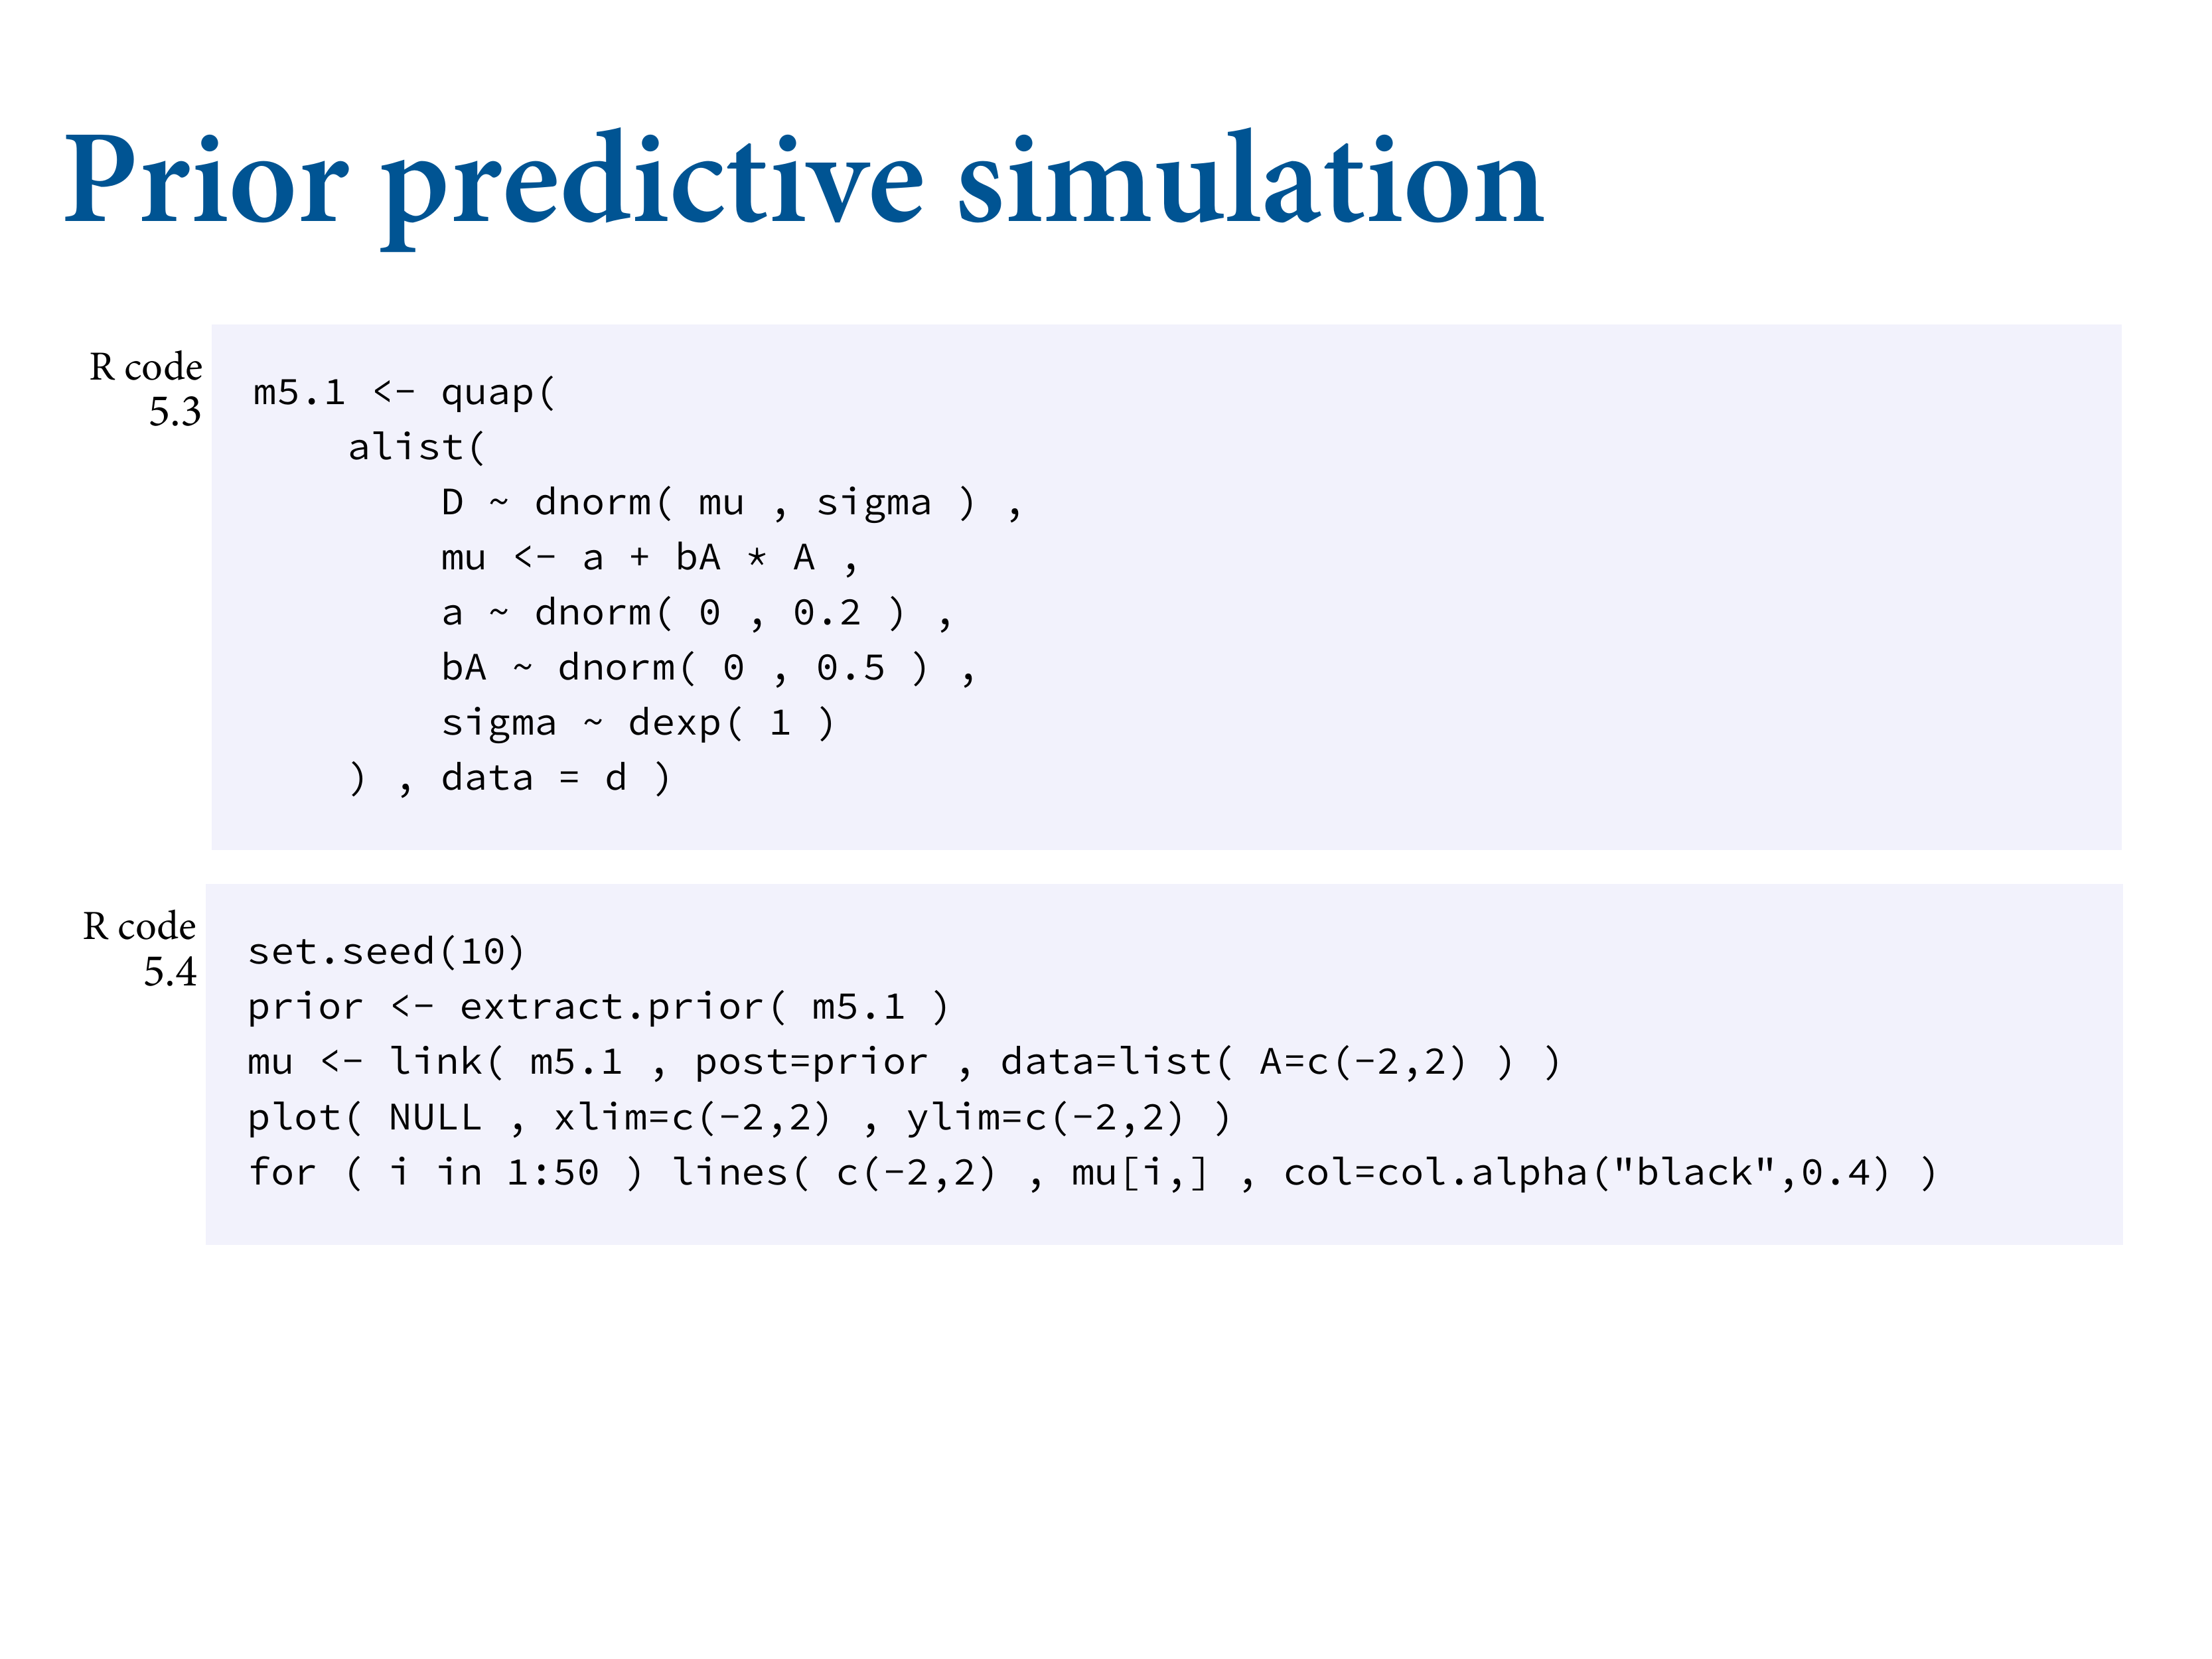 Prior predictive simulation
R code
5.3
m5.1 <- quap(
    alist(
        D ~ dnorm( mu , sigma ) ,
        mu <- a + bA * A ,
        a ~ dnorm( 0 , 0.2 ) ,
        bA ~ dnorm( 0 , 0.5 ) ,
        sigma ~ dexp( 1 )
    ) , data = d )
R code
5.4
set.seed(10)
prior <- extract.prior( m5.1 )
mu <- link( m5.1 , post=prior , data=list( A=c(-2,2) ) )
plot( NULL , xlim=c(-2,2) , ylim=c(-2,2) )
for ( i in 1:50 ) lines( c(-2,2) , mu[i,] , col=col.alpha("black",0.4) )